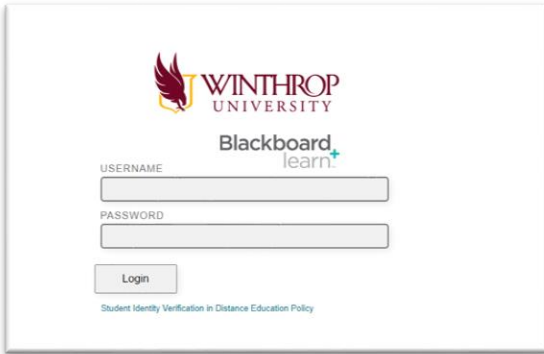 WINTHROP
UNIVERSITY
Blackboard
learn+
USERNAME
PASSWORD
Login
Student Identity Verification in Distance Education Policy